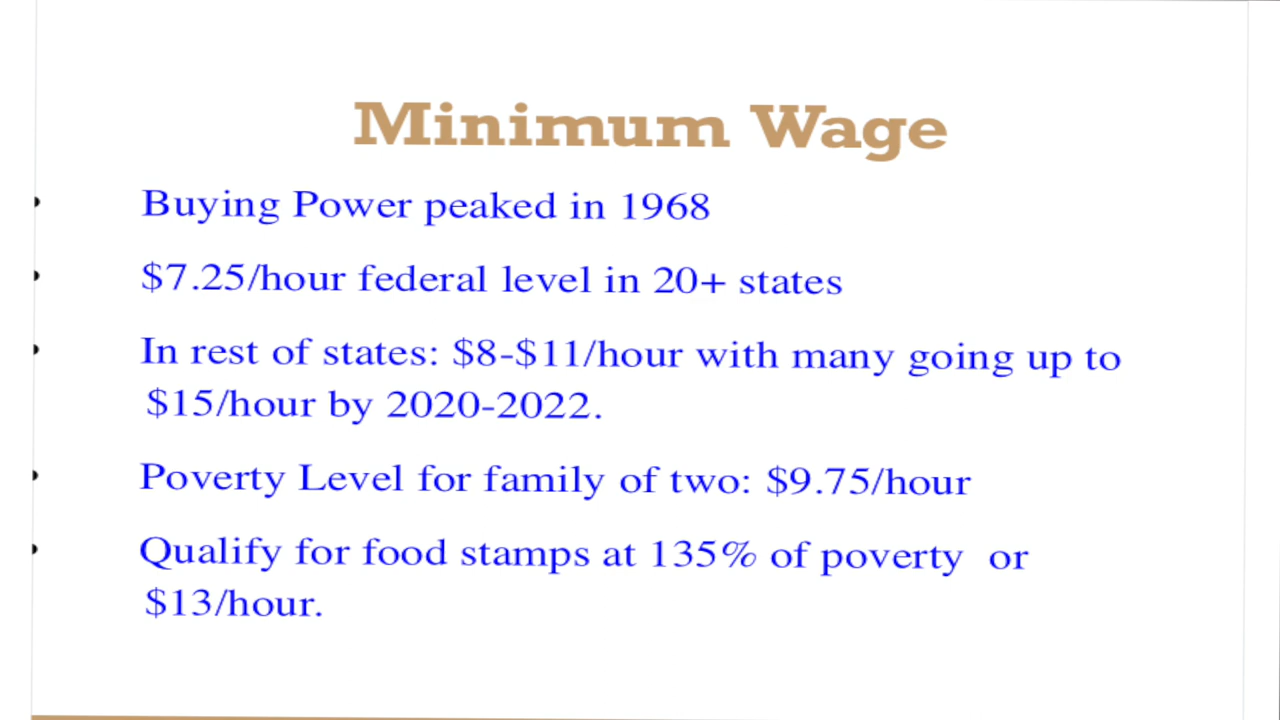 Minimum Wage
Buying Power peaked in 1968
$7.25/hour federal level in 20+ states
In rest of states: $8-$11/hour with many going up to
$15/hour by 2020-2022.
Poverty Level for family of two: $9.75/hour
Qualify for food stamps at 135% of poverty or
$13/hour.